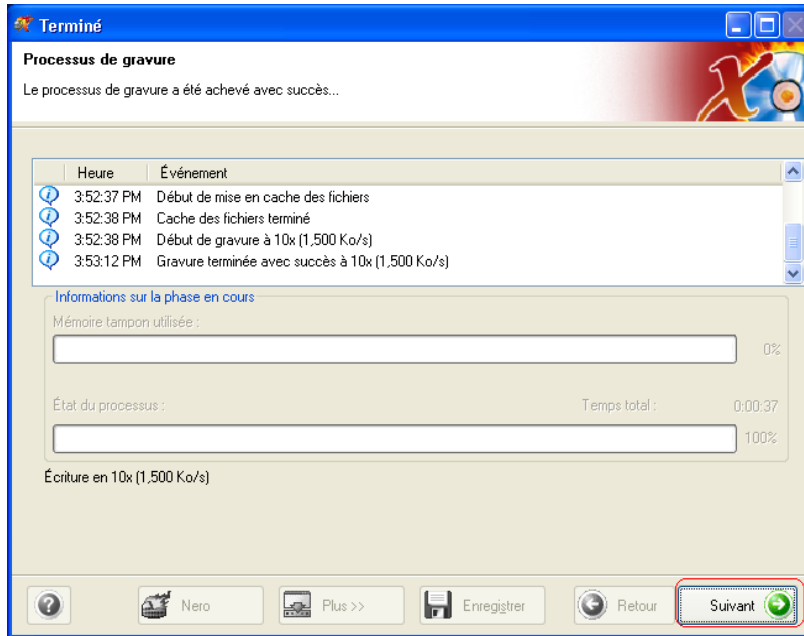 Terminé
Processus de gravure
Le processus de gravure a été achevé avec succès...
Heure Événement
3:52:37 PM Début de mise en cache des fichiers
3:52:38 PM Cache des fichiers terminé
3:52:38 PM Début de gravure à 10x (1,500 Ko/s)
3:53:12 PM Gravure terminée avec succès à 10x (1,500 Ko/s)
Informations sur la phase en cours
Mémoire tampon utilisée :
0%
État du processus : Temps total : 0:00:37
100%
Écriture en 10x (1,500 Ko/s)
Nero Plus >> Enregistrer Retour Suivant